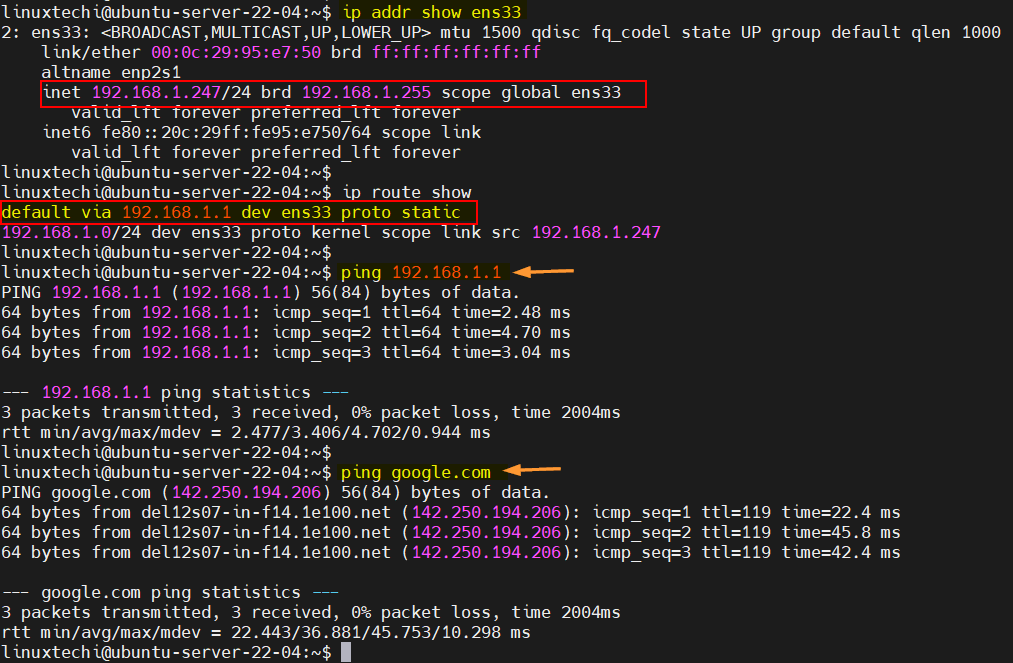 linuxtechi@ubuntu-server-22-04:~$ ip addr show ens33
2: ens33: <BROADCAST,MULTICAST,UP,LOWER_UP> mtu 1500 qdisc fq_codel state UP group default qlen 1000
link/ether 00:0c:29:95:e7:50 brd ff:ff:ff:ff:ff:ff
altname enp2s1
inet 192.168.1.247/24 brd 192.168.1.255 scope global ens33
valid_lft forever preferred_lft forever
inet6 fe80::20c:29ff:fe95:e750/64 scope link
valid_lft forever preferred_lft forever
linuxtechi@ubuntu-server-22-04:~$
linuxtechi@ubuntu-server-22-04:~$ ip route show
default via 192.168.1.1 dev ens33 proto static
192.168.1.0/24 dev ens33 proto kernel scope link src 192.168.1.247
linuxtechi@ubuntu-server-22-04:~$
linuxtechi@ubuntu-server-22-04:~$ ping 192.168.1.1
PING 192.168.1.1 (192.168.1.1) 56(84) bytes of data.
64 bytes from 192.168.1.1: icmp_seq=1 ttl=64 time=2.48 ms
64 bytes from 192.168.1.1: icmp_seq=2 ttl=64 time=4.70 ms
64 bytes from 192.168.1.1: icmp_seq=3 ttl=64 time=3.04 ms
--- 192.168.1.1 ping statistics ---
3 packets transmitted, 3 received, 0% packet loss, time 2004ms
rtt min/avg/max/mdev = 2.477/3.406/4.702/0.944 ms
linuxtechi@ubuntu-server-22-04:~$
linuxtechi@ubuntu-server-22-04:~$ ping google.com
PING google.com (142.250.194.206) 56(84) bytes of data.
64 bytes from del12s07-in-f14.1e100.net (142.250.194.206): icmp_seq=1 ttl=119 time=22.4 ms
64 bytes from del12s07-in-f14.1e100.net (142.250.194.206): icmp_seq=2 ttl=119 time=45.8 ms
64 bytes from del12s07-in-f14.1e100.net (142.250.194.206): icmp_seq=3 ttl=119 time=42.4 ms
--- google.com ping statistics ---
3 packets transmitted, 3 received, 0% packet loss, time 2004ms
rtt min/avg/max/mdev = 22.443/36.881/45.753/10.298 ms
linuxtechi@ubuntu-server-22-04:~$